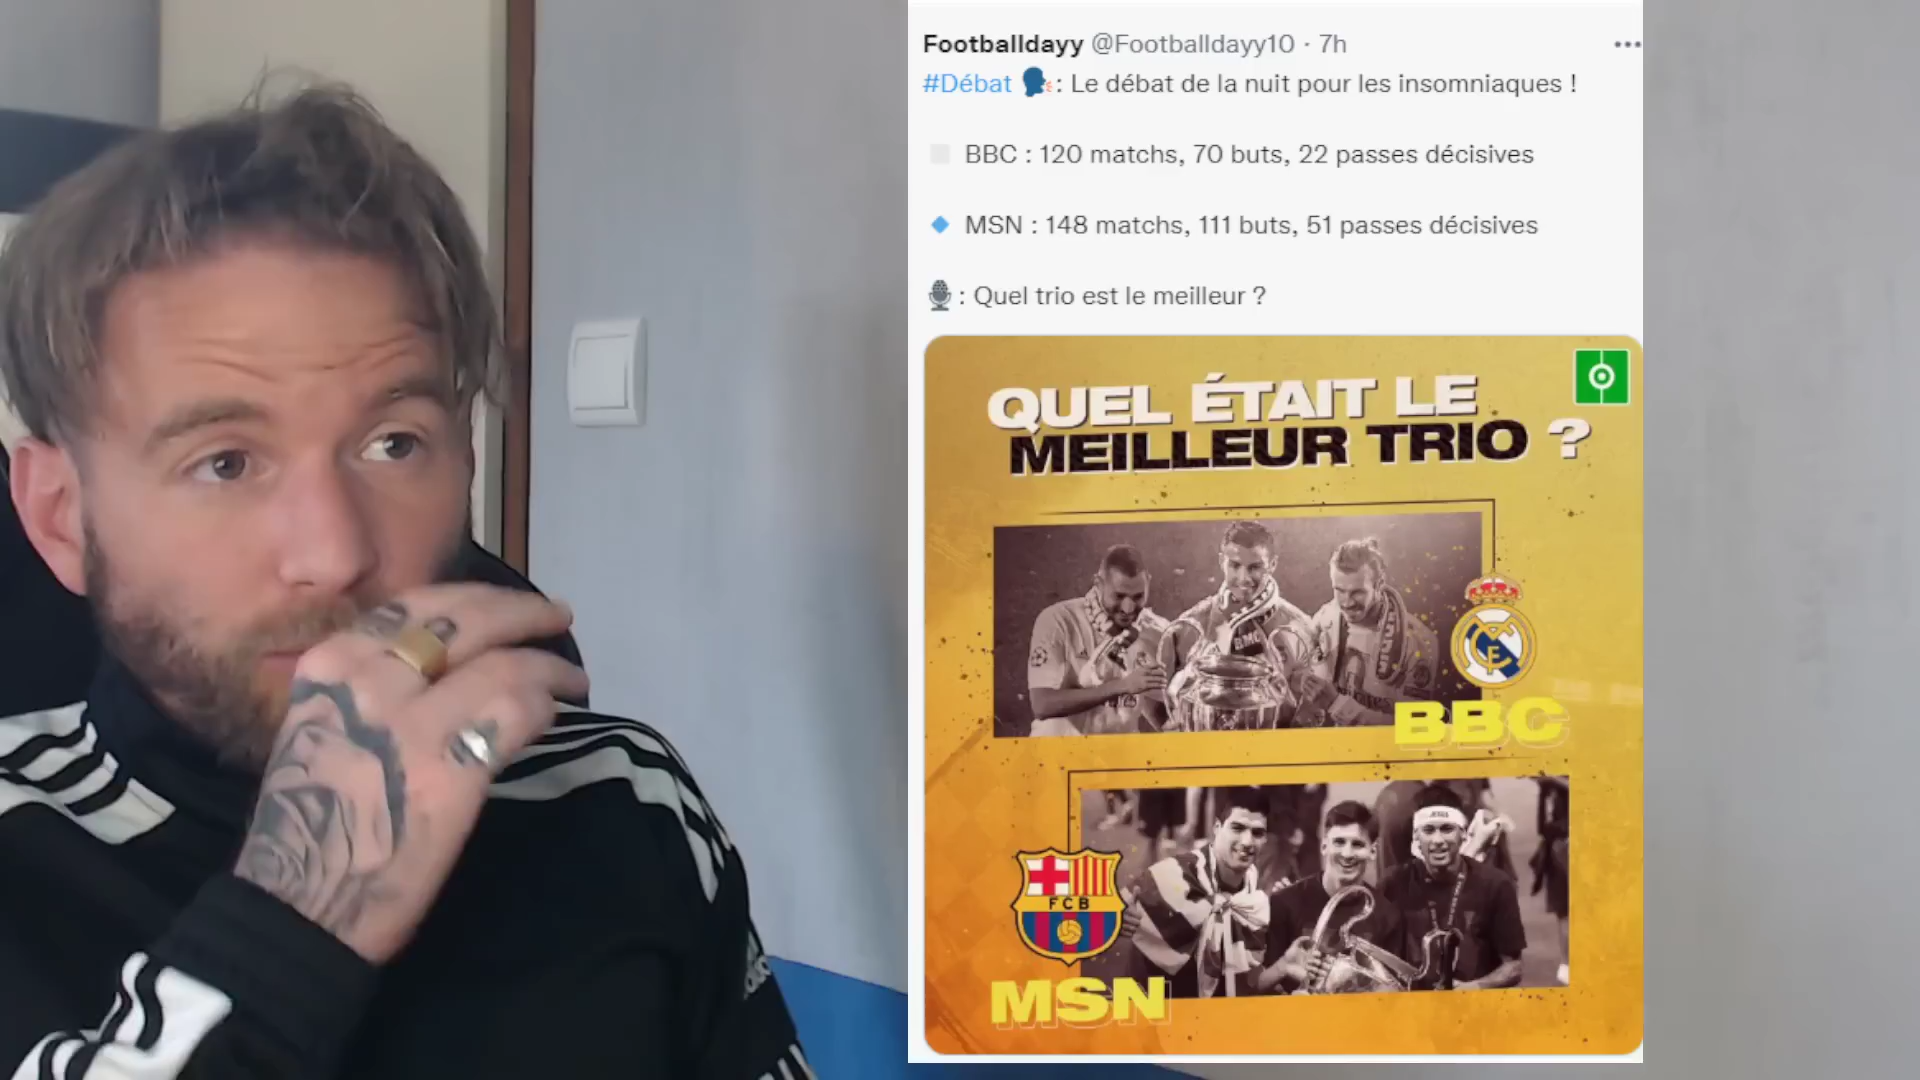 Footballdayy @Footballdayy10 · 7h
#Débat 🗣: Le débat de la nuit pour les insomniaques !
BBC : 120 matchs, 70 buts, 22 passes décisives
MSN : 148 matchs, 111 buts, 51 passes décisives
: Quel trio est le meilleur ?
QUEL ÉTAIT LE
MEILLEUR TRIO ?
BBC
FCB
MSN